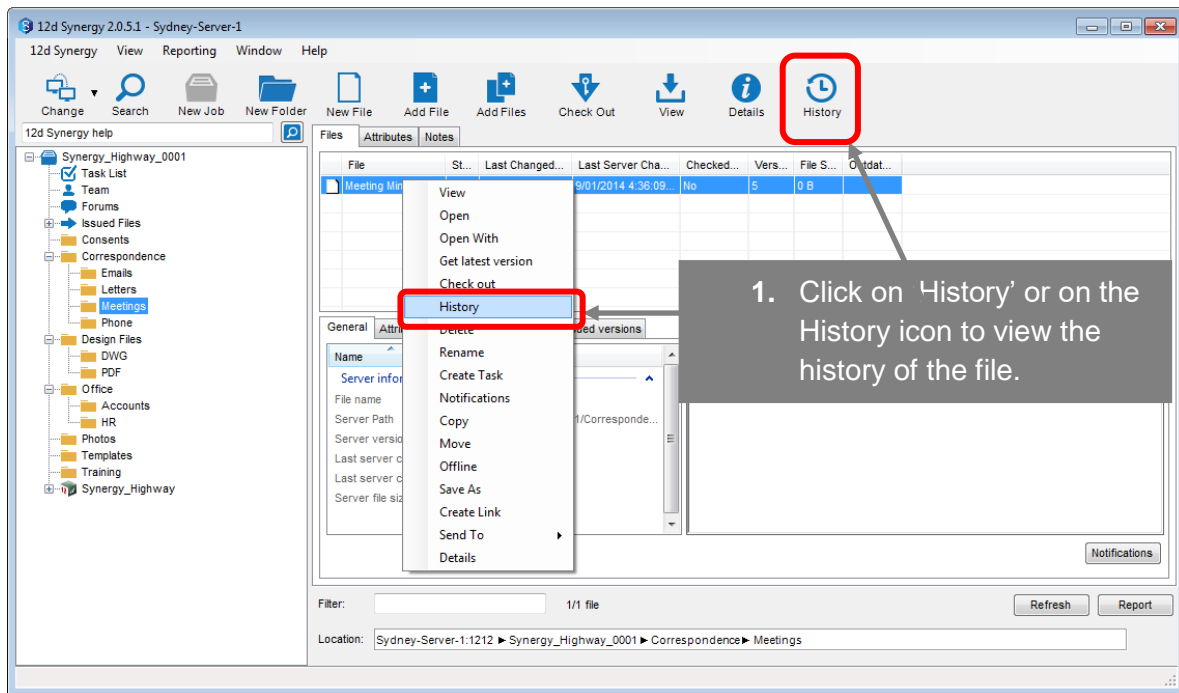 12d Synergy 2.0.5.1 - Sydney-Server-1
12d Synergy View Reporting Window Help
Change Search New Job New Folder New File Add File Add Files Check Out View Details History
12d Synergy help
Files Attributes Notes
Synergy_Highway_0001
Task List
Team
Forums
Issued Files
Consents
Correspondence
Emails
Letters
Meetings
Phone
Design Files
DWG
PDF
Office
Accounts
HR
Photos
Templates
Training
Synergy_Highway
File St... Last Changed... Last Server Cha... Checked... Vers... File S... Outdat...
Meeting Min 9/01/2014 4:36:09... No 5 0 B
View
Open
Open With
Get latest version
Check out
History
Delete
Rename
Create Task
Notifications
Copy
Move
Offline
Save As
Create Link
Send To
Details
1. Click on ‘History’ or on the
History icon to view the
history of the file.
General Attri ded versions
Name
Server infor
File name
Server Path 1/Corresponde...
Server versio
Last server c
Last server c
Server file siz
Notifications
Filter: 1/1 file Refresh Report
Location: Sydney-Server-1:1212 ► Synergy_Highway_0001 ► Correspondence► Meetings